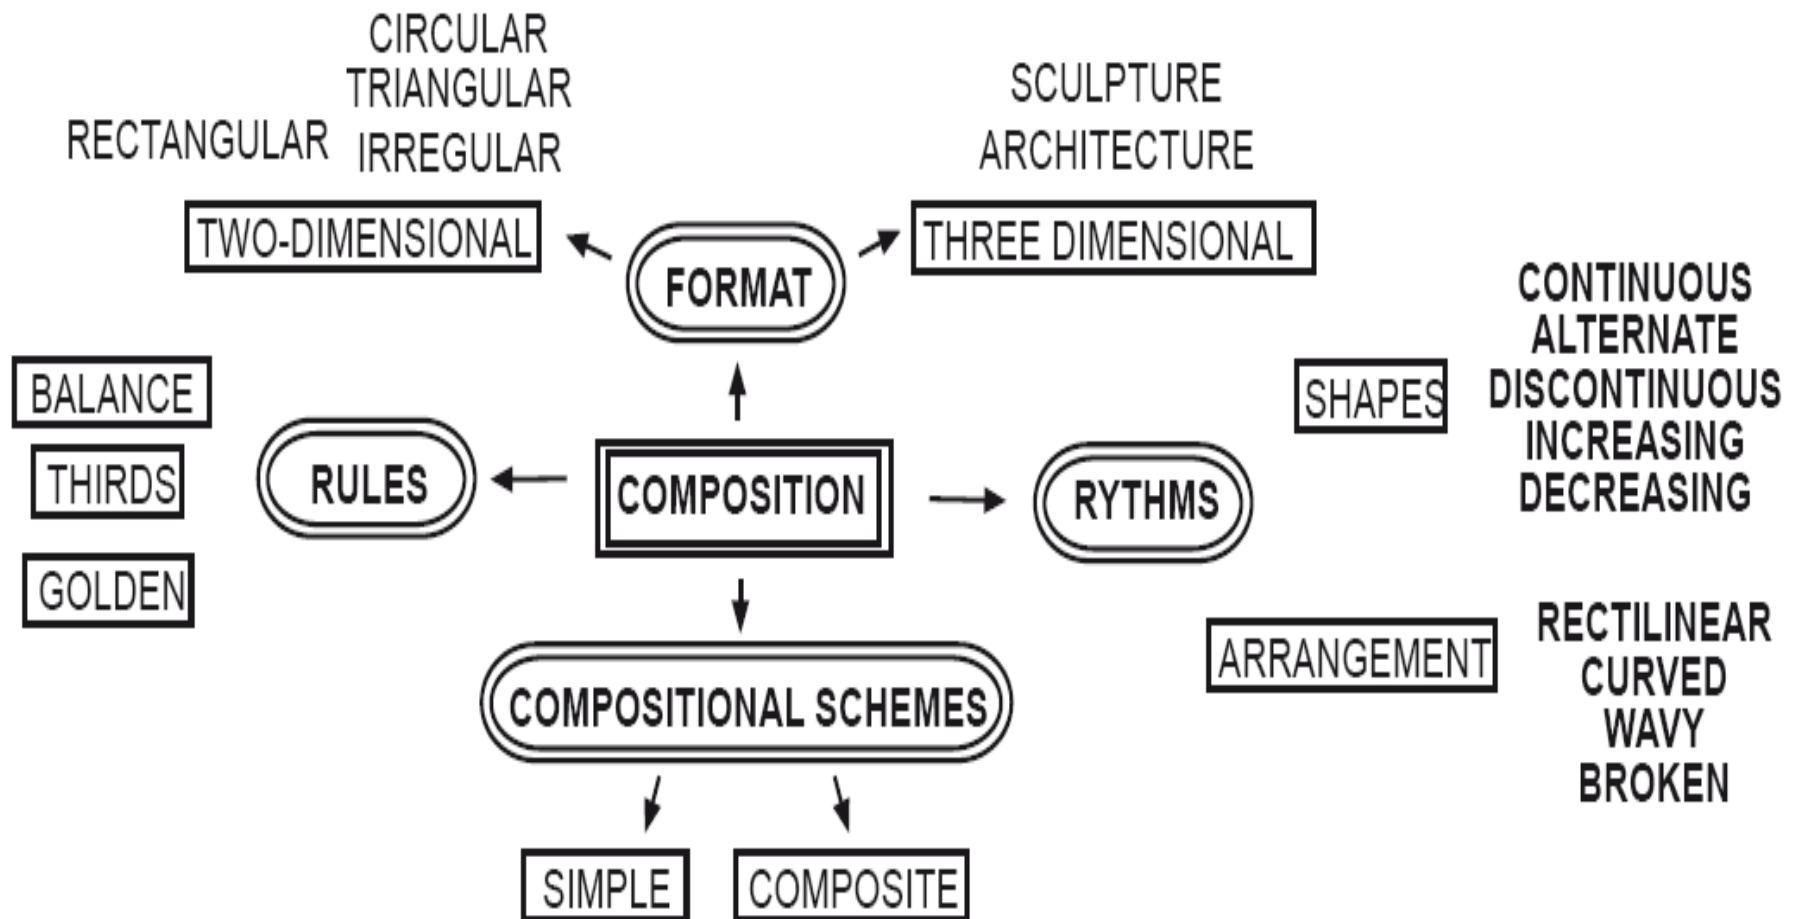 CIRCULAR
TRIANGULAR
RECTANGULAR
IRREGULAR
TWO-DIMENSIONAL
SCULPTURE
ARCHITECTURE
THREE DIMENSIONAL
FORMAT
BALANCE
THIRDS
GOLDEN
RULES
COMPOSITION
RYTHMS
SHAPES
CONTINUOUS
ALTERNATE
DISCONTINUOUS
INCREASING
DECREASING
ARRANGEMENT
RECTILINEAR
CURVED
WAVY
BROKEN
COMPOSITIONAL SCHEMES
SIMPLE
COMPOSITE